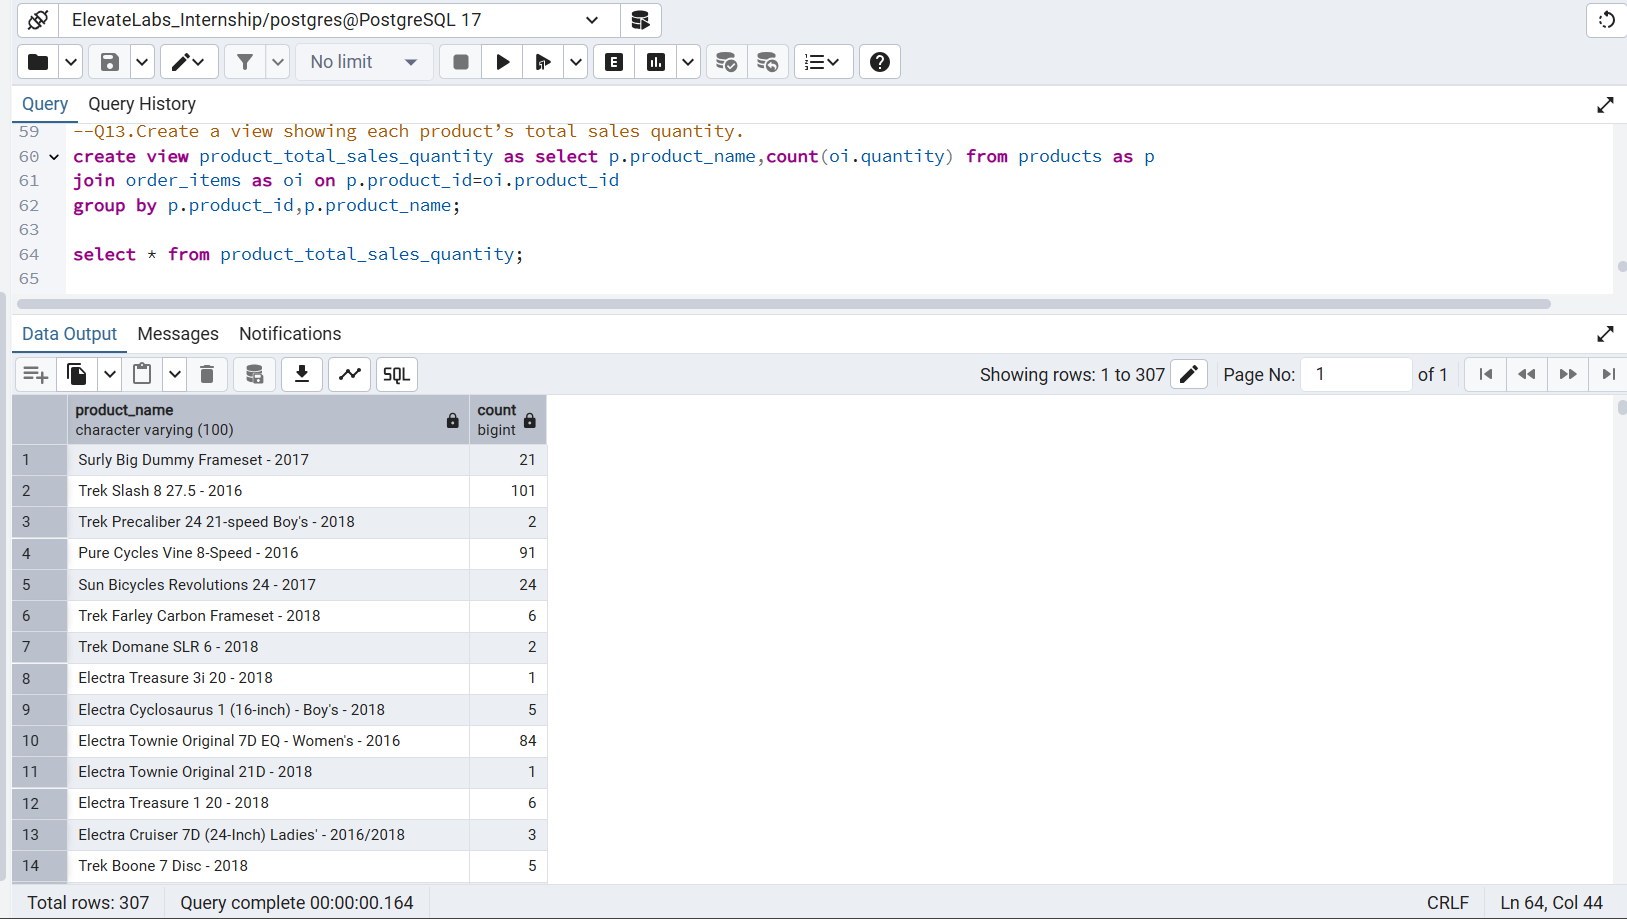 ElevateLabs_Internship/postgres@PostgreSQL 17
No limit
E
Query Query History
59 --Q13.Create a view showing each product’s total sales quantity.
60 create view product_total_sales_quantity as select p.product_name,count(oi.quantity) from products as p
61 join order_items as oi on p.product_id=oi.product_id
62 group by p.product_id,p.product_name;
63
64 select * from product_total_sales_quantity;
65
Data Output Messages Notifications
SQL Showing rows: 1 to 307 Page No: 1 of 1
product_name count
character varying (100) bigint
1 Surly Big Dummy Frameset - 2017 21
2 Trek Slash 8 27.5 - 2016 101
3 Trek Precaliber 24 21-speed Boy's - 2018 2
4 Pure Cycles Vine 8-Speed - 2016 91
5 Sun Bicycles Revolutions 24 - 2017 24
6 Trek Farley Carbon Frameset - 2018 6
7 Trek Domane SLR 6 - 2018 2
8 Electra Treasure 3i 20 - 2018 1
9 Electra Cyclosaurus 1 (16-inch) - Boy's - 2018 5
10 Electra Townie Original 7D EQ - Women's - 2016 84
11 Electra Townie Original 21D - 2018 1
12 Electra Treasure 1 20 - 2018 6
13 Electra Cruiser 7D (24-Inch) Ladies' - 2016/2018 3
14 Trek Boone 7 Disc - 2018 5
Total rows: 307 Query complete 00:00:00.164 CRLF Ln 64, Col 44